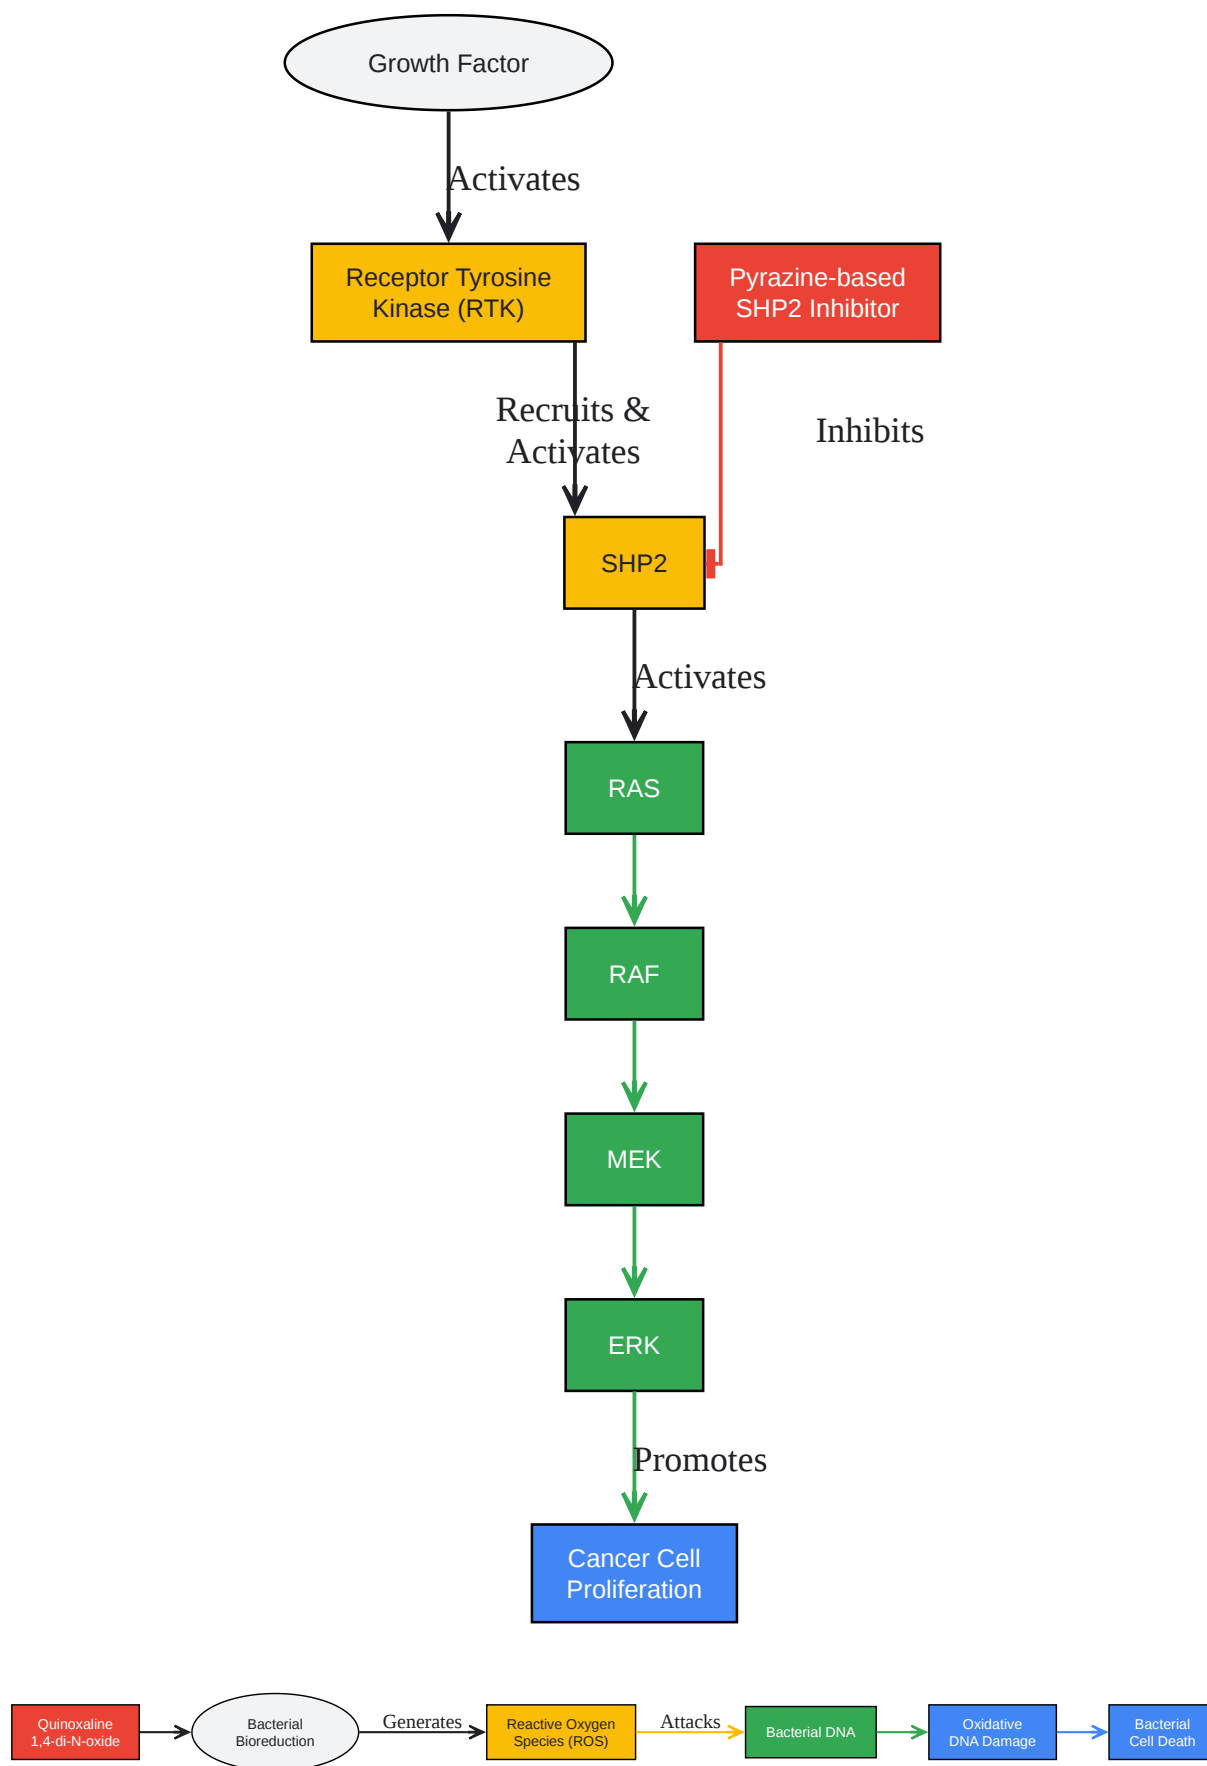 Growth Factor
Activates
Receptor Tyrosine
Kinase (RTK)
Pyrazine-based
SHP2 Inhibitor
Recruits &
Activates
Inhibits
SHP2
Activates
RAS
RAF
MEK
ERK
Promotes
Cancer Cell
Proliferation
Quinoxaline
1,4-di-N-oxide
Bacterial
Bioreduction
Generates
Reactive Oxygen
Species (ROS)
Attacks
Bacterial DNA
Oxidative
DNA Damage
Bacterial
Cell Death